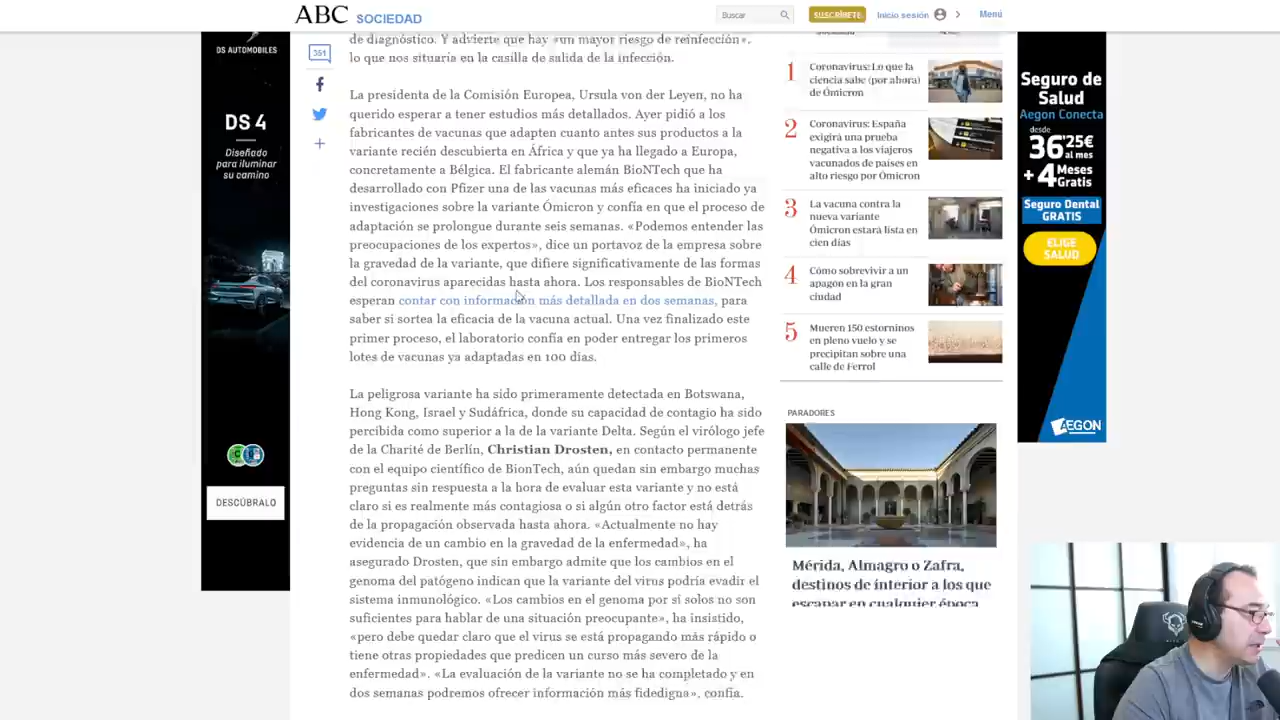 ABC SOCIEDAD
Buscar
SUSCRÍBETE
Inicio sesión
Menú
DS AUTOMOBILES
DS 4
Diseñado
para iluminar
su camino
DESCÚBRALO
351
de diagnóstico. Y advierte que hay «un mayor riesgo de reinfección»,
lo que nos situaría en la casilla de salida de la infección.
La presidenta de la Comisión Europea, Ursula von der Leyen, no ha
querido esperar a tener estudios más detallados. Ayer pidió a los
fabricantes de vacunas que adapten cuanto antes sus productos a la
variante recién descubierta en África y que ya ha llegado a Europa,
concretamente a Bélgica. El fabricante alemán BioNTech que ha
desarrollado con Pfizer una de las vacunas más eficaces ha iniciado ya
investigaciones sobre la variante Ómicron y confía en que el proceso de
adaptación se prolongue durante seis semanas. «Podemos entender las
preocupaciones de los expertos», dice un portavoz de la empresa sobre
la gravedad de la variante, que difiere significativamente de las formas
del coronavirus aparecidas hasta ahora. Los responsables de BioNTech
esperan contar con información más detallada en dos semanas, para
saber si sortea la eficacia de la vacuna actual. Una vez finalizado este
primer proceso, el laboratorio confía en poder entregar los primeros
lotes de vacunas ya adaptadas en 100 días.
La peligrosa variante ha sido primeramente detectada en Botswana,
Hong Kong, Israel y Sudáfrica, donde su capacidad de contagio ha sido
percibida como superior a la de la variante Delta. Según el virólogo jefe
de la Charité de Berlín, Christian Drosten, en contacto permanente
con el equipo científico de BionTech, aún quedan sin embargo muchas
preguntas sin respuesta a la hora de evaluar esta variante y no está
claro si es realmente más contagiosa o si algún otro factor está detrás
de la propagación observada hasta ahora. «Actualmente no hay
evidencia de un cambio en la gravedad de la enfermedad», ha
asegurado Drosten, que sin embargo admite que los cambios en el
genoma del patógeno indican que la variante del virus podría evadir el
sistema inmunológico. «Los cambios en el genoma por sí solos no son
suficientes para hablar de una situación preocupante», ha insistido,
«pero debe quedar claro que el virus se está propagando más rápido o
tiene otras propiedades que predicen un curso más severo de la
enfermedad». «La evaluación de la variante no se ha completado y en
dos semanas podremos ofrecer información más fidedigna», confía.
1
Coronavirus: Lo que la
ciencia sabe (por ahora)
de Ómicron
2
Coronavirus: España
exigirá una prueba
negativa a los viajeros
vacunados de países en
alto riesgo por Ómicron
3
La vacuna contra la
nueva variante
Ómicron estará lista en
cien días
4
Cómo sobrevivir a un
apagón en la gran
ciudad
5
Mueren 150 estorninos
en pleno vuelo y se
precipitan sobre una
calle de Ferrol
PARADORES
Mérida, Almagro o Zafra,
destinos de interior a los que
escapar en cualquier época
Seguro de
Salud
Aegon Conecta
desde
36'25€
al mes
+4 Meses
Gratis
Seguro Dental
GRATIS
ELIGE
SALUD
AEGON